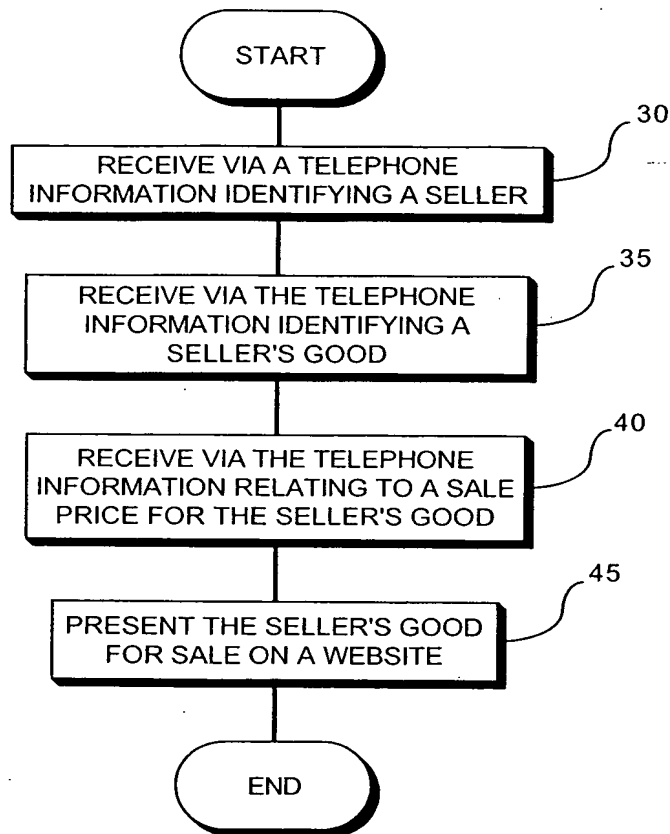 START
30
RECEIVE VIA A TELEPHONE
INFORMATION IDENTIFYING A SELLER
35
RECEIVE VIA THE TELEPHONE
INFORMATION IDENTIFYING A
SELLER'S GOOD
40
RECEIVE VIA THE TELEPHONE
INFORMATION RELATING TO A SALE
PRICE FOR THE SELLER'S GOOD
45
PRESENT THE SELLER'S GOOD
FOR SALE ON A WEBSITE
END